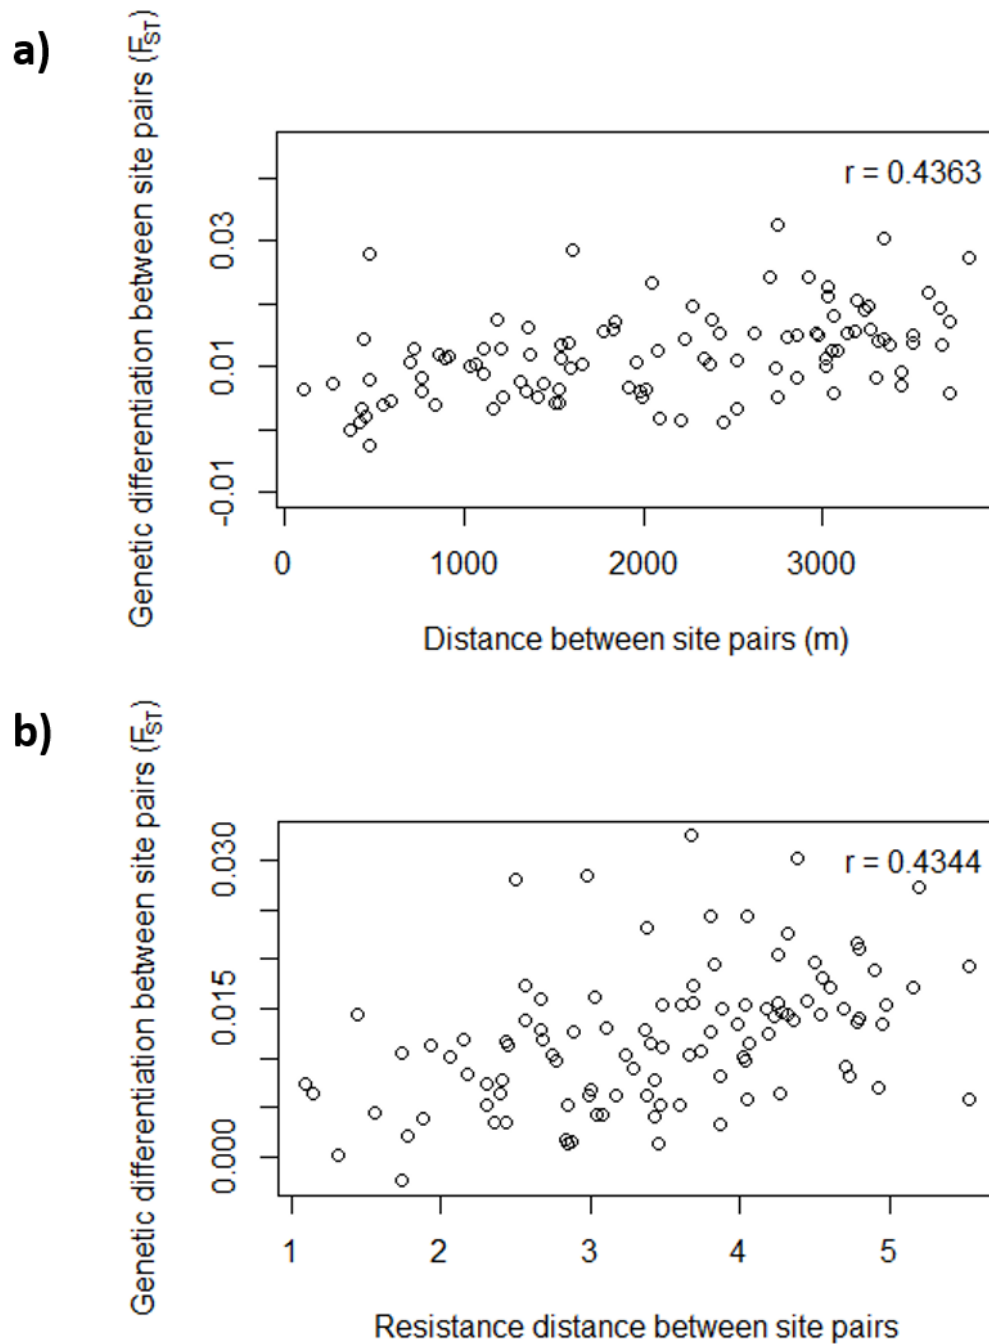 a)
Genetic differentiation between site pairs (FST)
r = 0.4363
0.03
0.01
-0.01
0
1000
2000
3000
Distance between site pairs (m)
b)
Genetic differentiation between site pairs (FST)
r = 0.4344
0.030
0.015
0.000
1
2
3
4
5
Resistance distance between site pairs